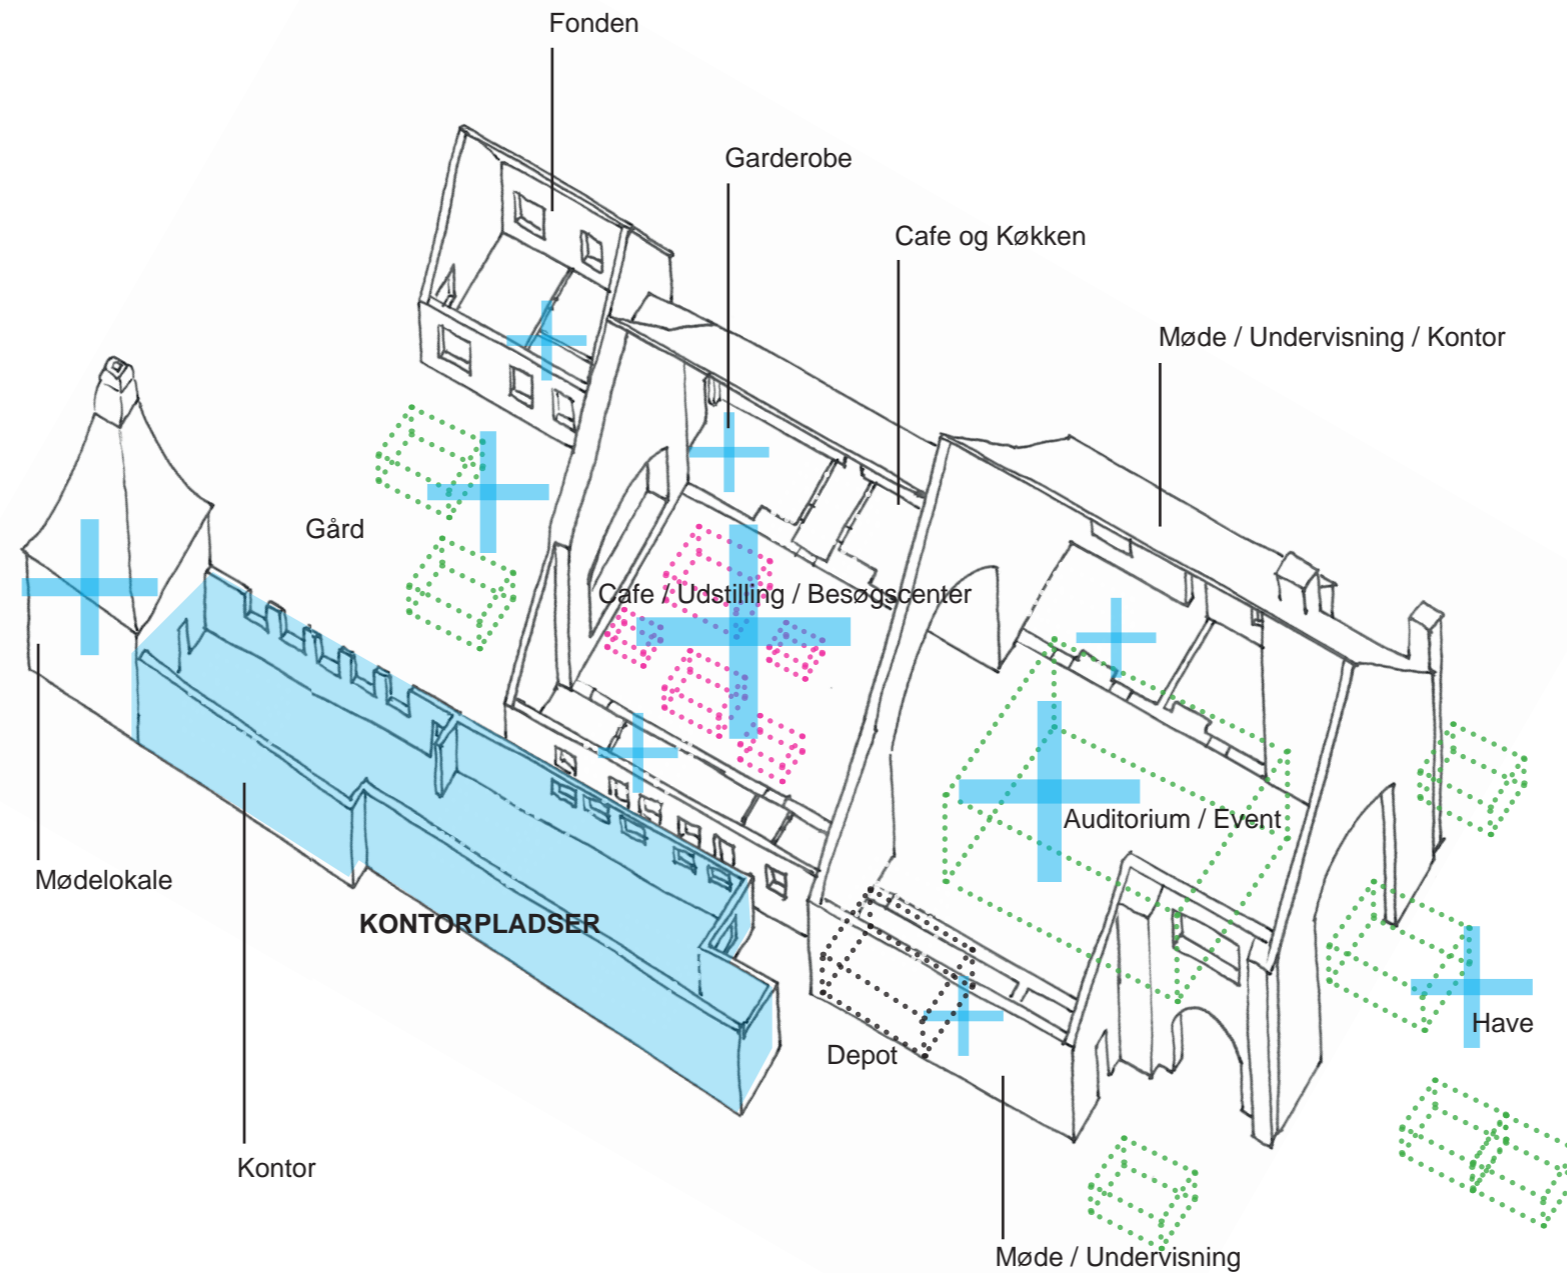 Fonden
Garderobe
Cafe og Køkken
Møde / Undervisning / Kontor
Gård
Cafe / Udstilling / Besøgscenter
Auditorium / Event
Mødelokale
KONTORPLADSER
Have
Depot
Kontor
Møde / Undervisning